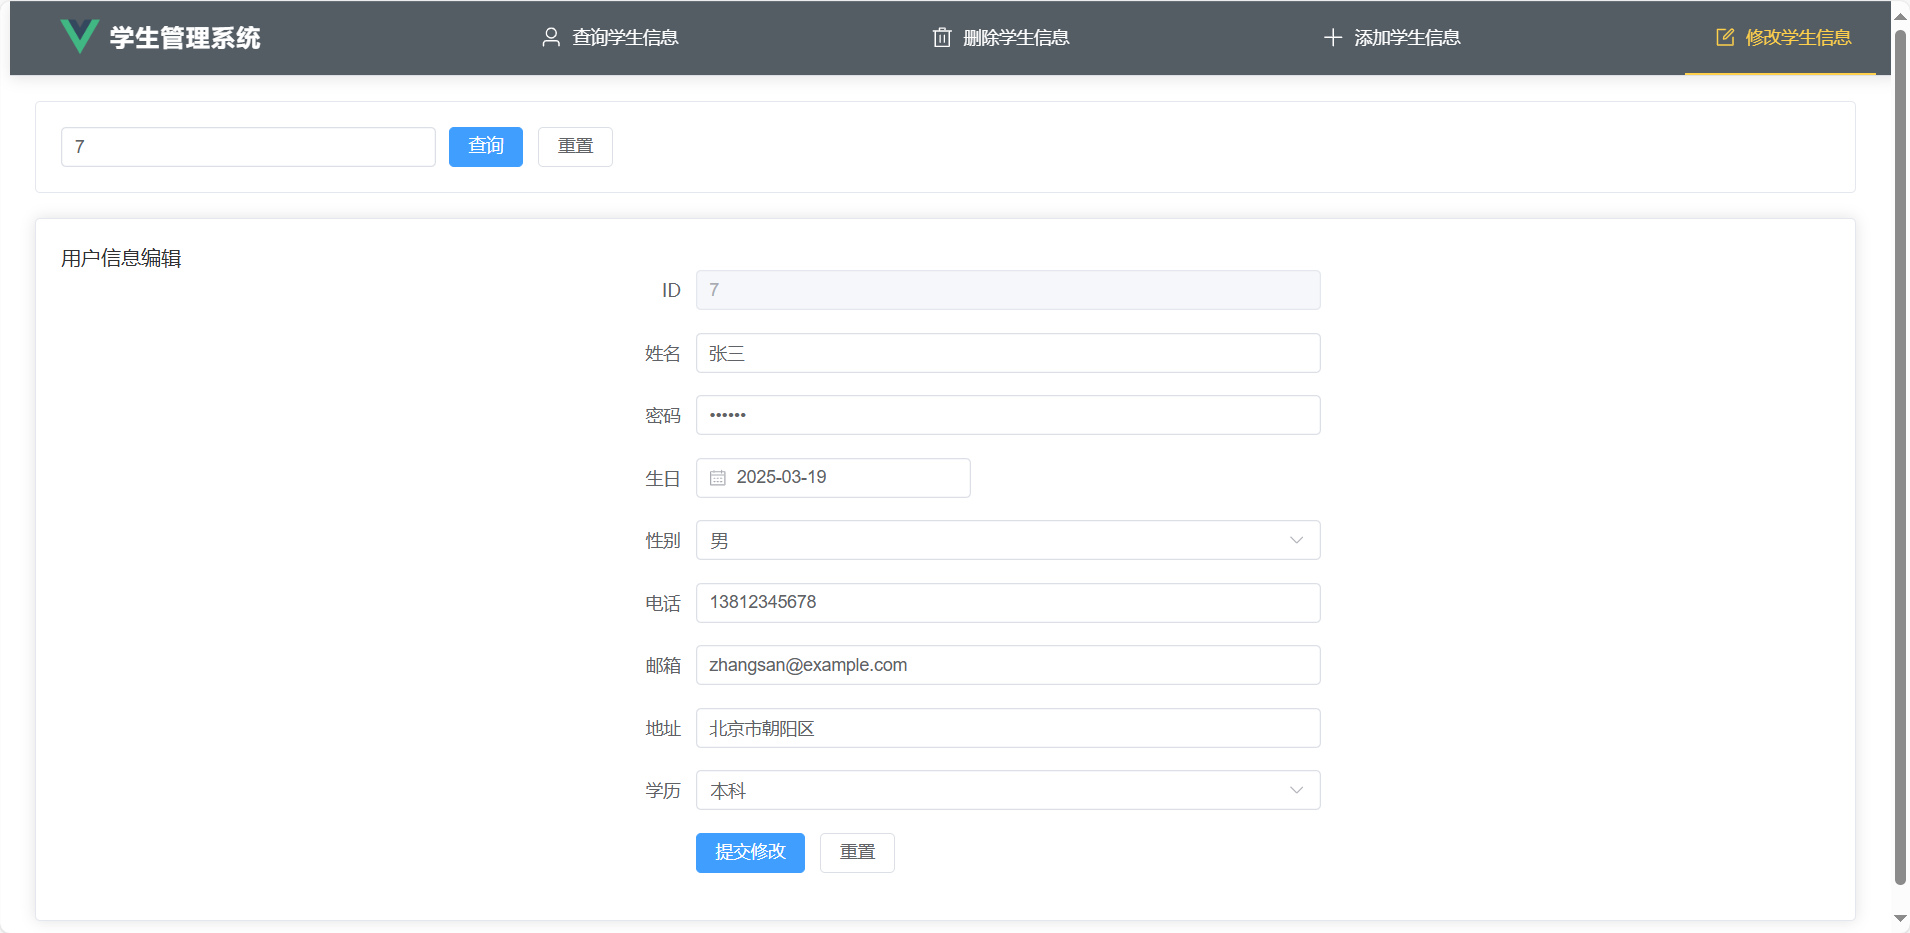 学生管理系统
查询学生信息
删除学生信息
添加学生信息
修改学生信息
7
查询
重置
用户信息编辑
ID
7
姓名
张三
密码
••••••
生日
2025-03-19
性别
男
电话
13812345678
邮箱
zhangsan@example.com
地址
北京市朝阳区
学历
本科
提交修改
重置